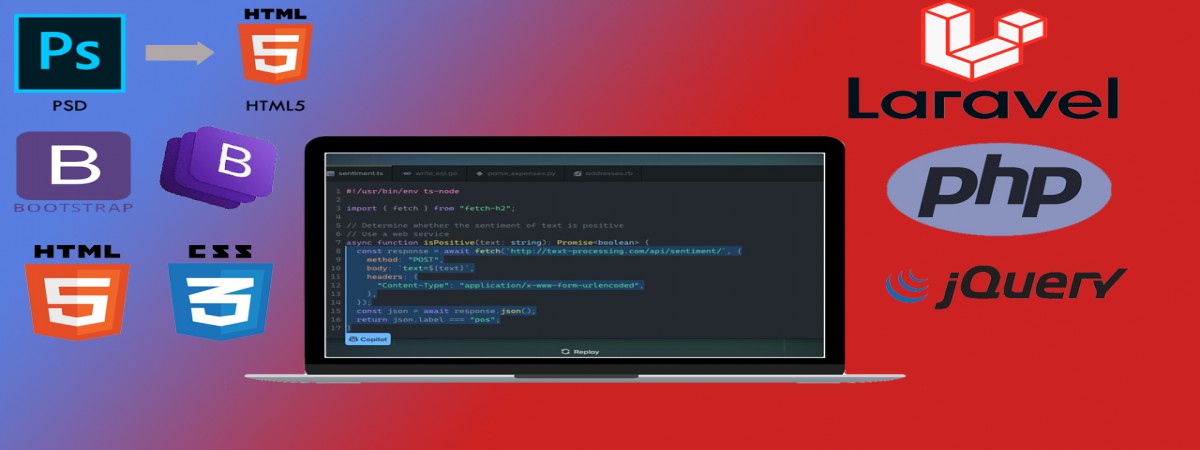 Ps
PSD
HTML
5
HTML5
B
BOOTSTRAP
B
HTML
5
CSS
3
sentiment.ts write_sql.go parse_expenses.py addresses.rb
1 #!/usr/bin/env ts-node
2
3 import { fetch } from "fetch-h2";
4
5 // Determine whether the sentiment of text is positive
6 // Use a web service
7 async function isPositive(text: string): Promise<boolean> {
8 const response = await fetch(`http://text-processing.com/api/sentiment/`, {
9 method: "POST",
10 body: `text=${text}`,
11 headers: {
12 "Content-Type": "application/x-www-form-urlencoded",
13 },
14 });
15 const json = await response.json();
16 return json.label === "pos";
17 }
Copilot
Replay
Laravel
php
jQuery